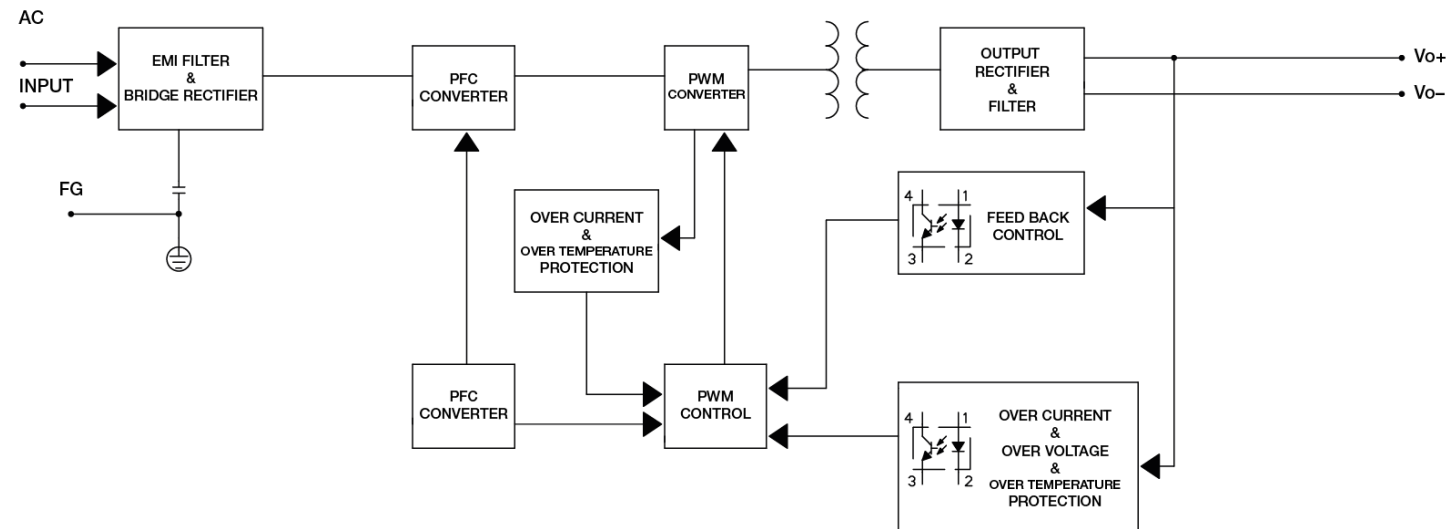 AC
INPUT
EMI FILTER
&
BRIDGE RECTIFIER
FG
PFC
CONVERTER
PWM
CONVERTER
OUTPUT
RECTIFIER
&
FILTER
Vo+
Vo−
OVER CURRENT
&
OVER TEMPERATURE
PROTECTION
4 1
3 2
FEED BACK
CONTROL
PFC
CONVERTER
PWM
CONTROL
4 1
3 2
OVER CURRENT
&
OVER VOLTAGE
&
OVER TEMPERATURE
PROTECTION